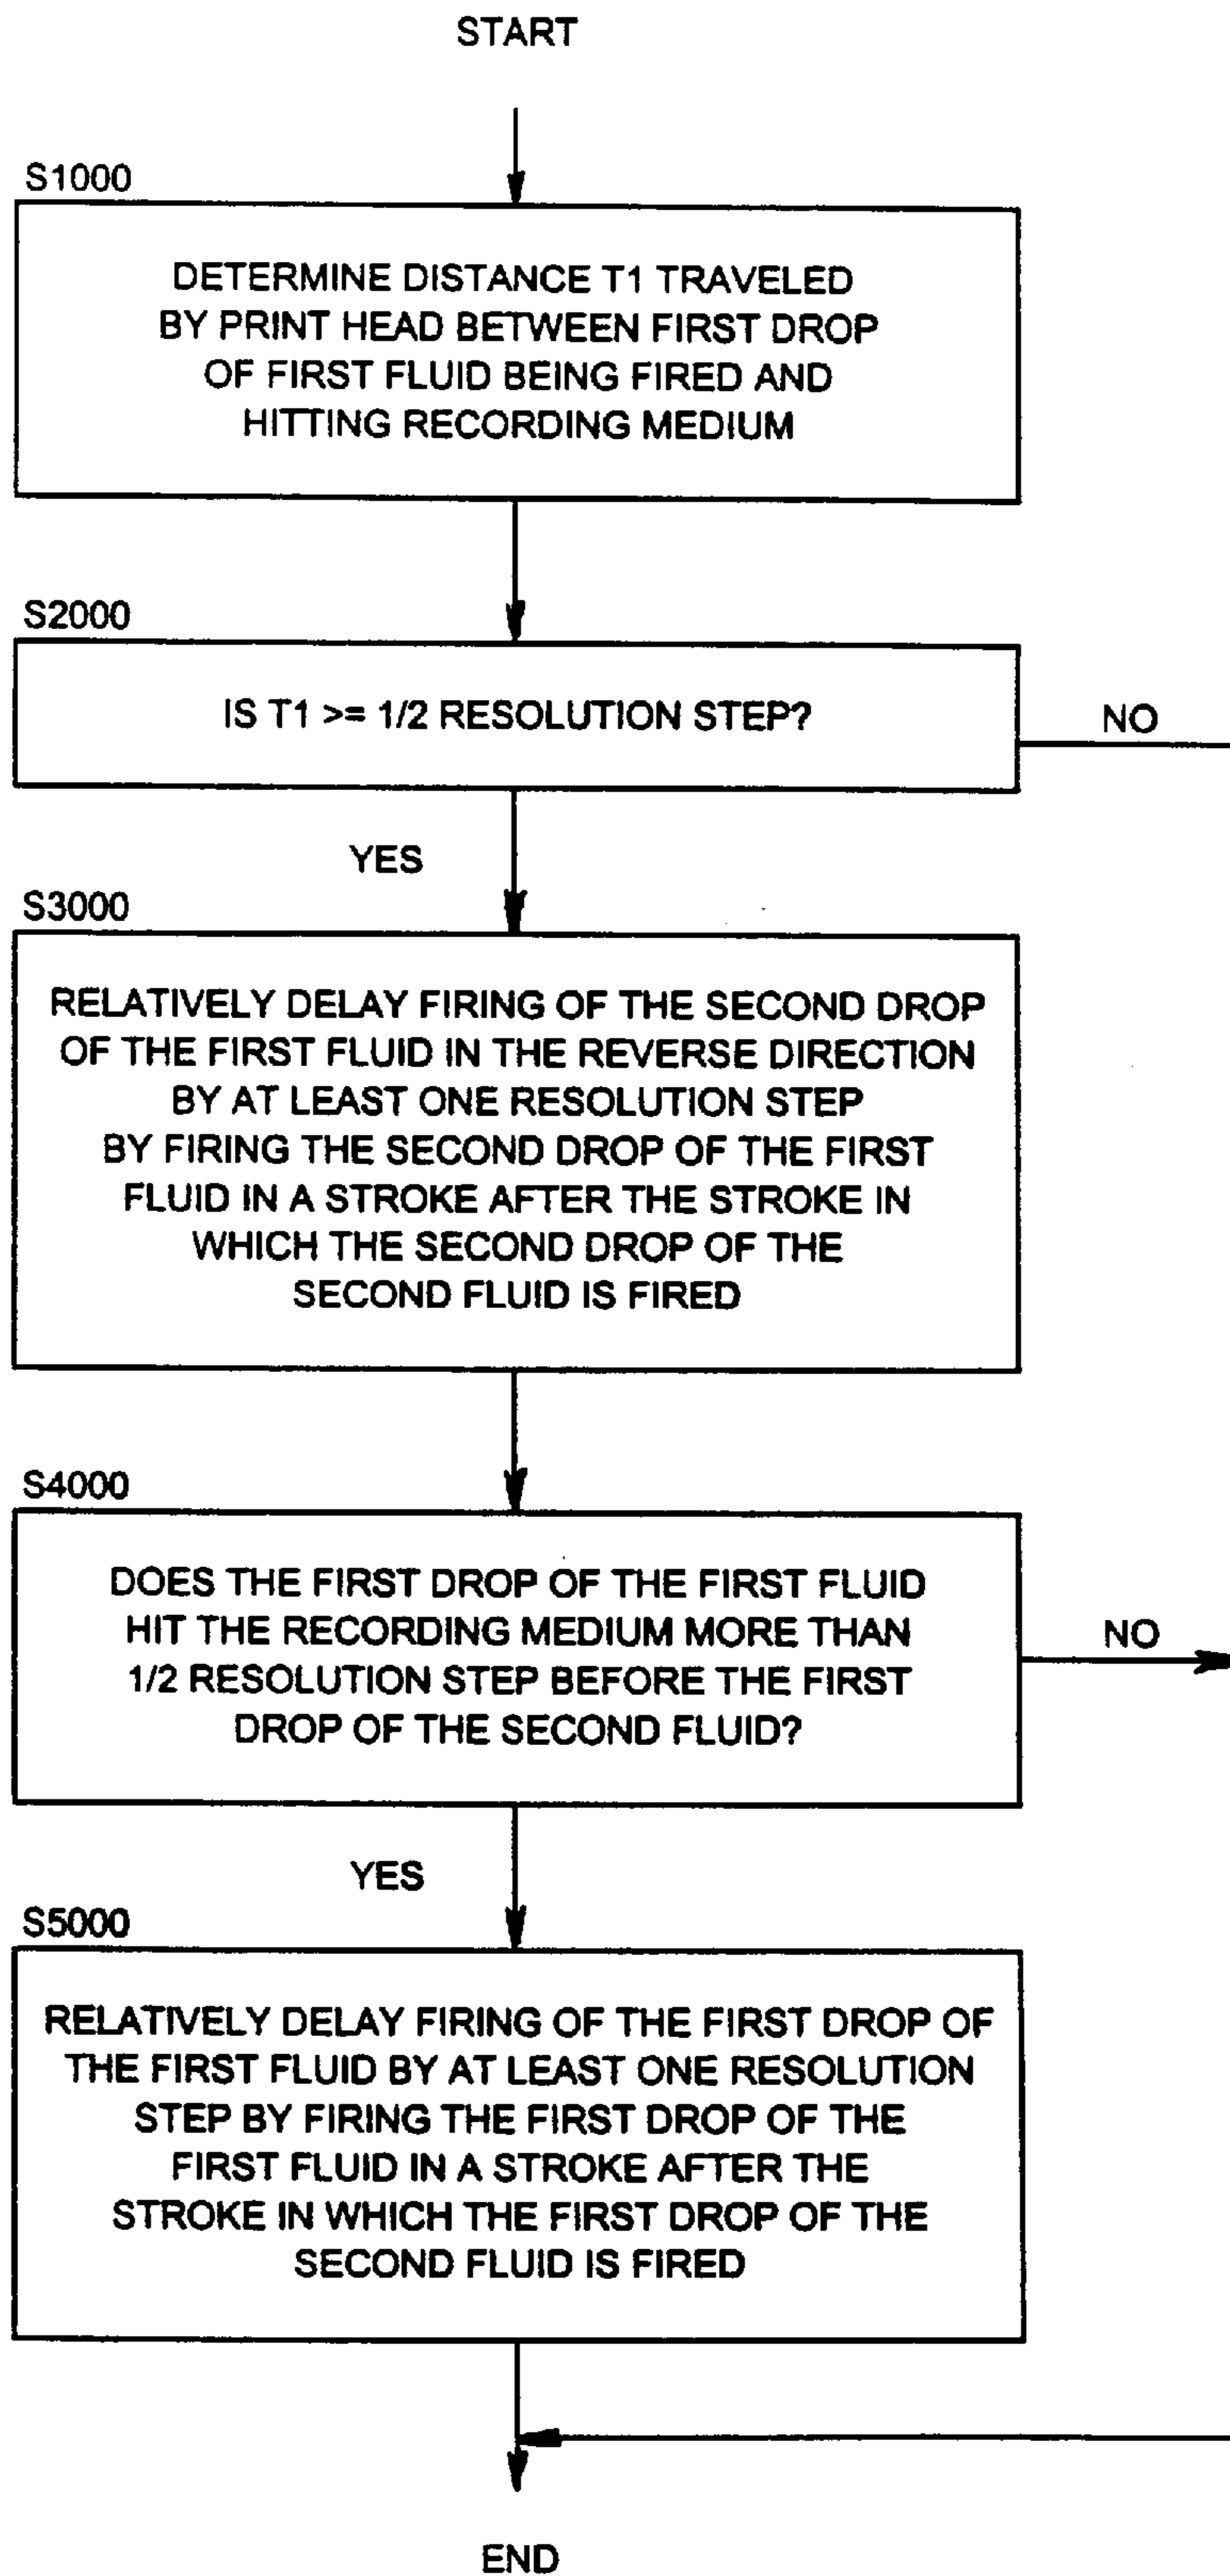 START
S1000
DETERMINE DISTANCE T1 TRAVELED
BY PRINT HEAD BETWEEN FIRST DROP
OF FIRST FLUID BEING FIRED AND
HITTING RECORDING MEDIUM
S2000
IS T1 >= 1/2 RESOLUTION STEP?
NO
YES
S3000
RELATIVELY DELAY FIRING OF THE SECOND DROP
OF THE FIRST FLUID IN THE REVERSE DIRECTION
BY AT LEAST ONE RESOLUTION STEP
BY FIRING THE SECOND DROP OF THE FIRST
FLUID IN A STROKE AFTER THE STROKE IN
WHICH THE SECOND DROP OF THE
SECOND FLUID IS FIRED
S4000
DOES THE FIRST DROP OF THE FIRST FLUID
HIT THE RECORDING MEDIUM MORE THAN
1/2 RESOLUTION STEP BEFORE THE FIRST
DROP OF THE SECOND FLUID?
NO
YES
S5000
RELATIVELY DELAY FIRING OF THE FIRST DROP OF
THE FIRST FLUID BY AT LEAST ONE RESOLUTION
STEP BY FIRING THE FIRST DROP OF THE
FIRST FLUID IN A STROKE AFTER THE
STROKE IN WHICH THE FIRST DROP OF THE
SECOND FLUID IS FIRED
END